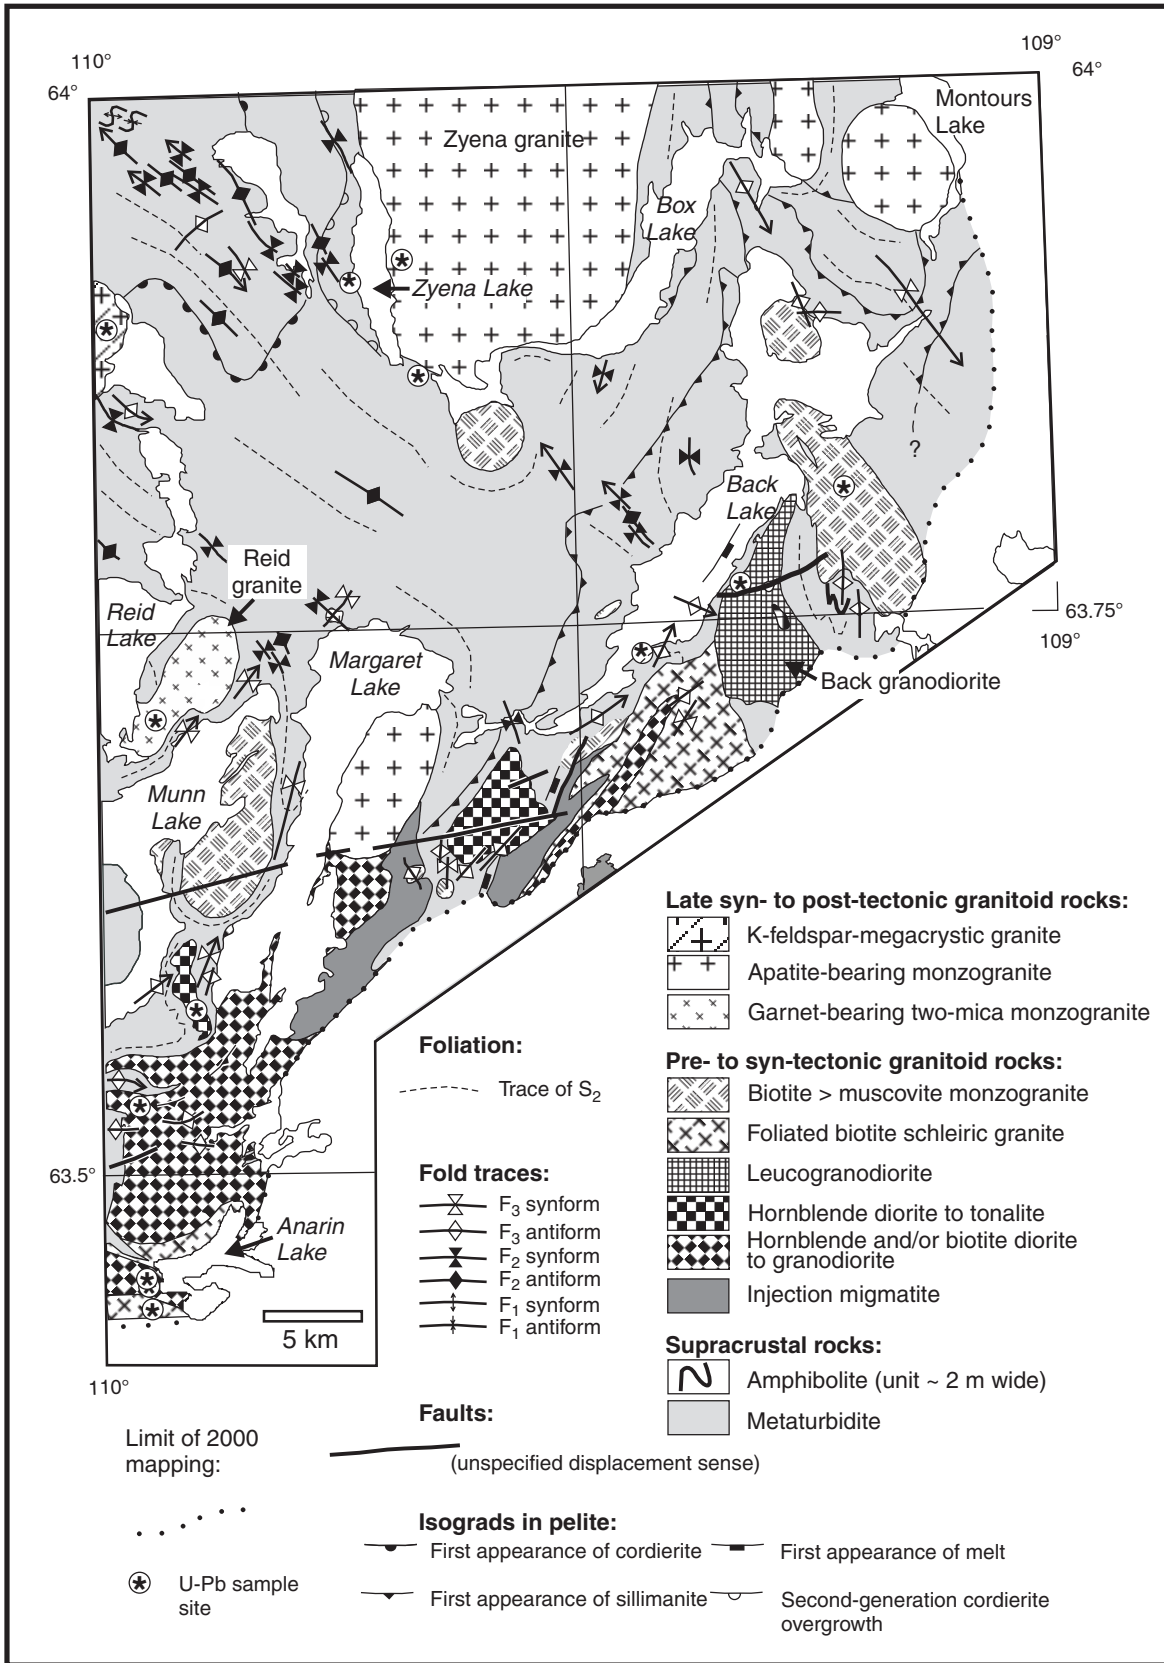 110°
109°
64°
64°
Montours
Lake
Zyena granite
Box
Lake
Zyena Lake
?
Back
Lake
Reid
granite
Reid
Lake
63.75°
109°
Margaret
Lake
Back granodiorite
Munn
Lake
63.5°
Anarin
Lake
5 km
110°
Late syn- to post-tectonic granitoid rocks:
K-feldspar-megacrystic granite
Apatite-bearing monzogranite
Garnet-bearing two-mica monzogranite
Pre- to syn-tectonic granitoid rocks:
Biotite > muscovite monzogranite
Foliated biotite schleiric granite
Leucogranodiorite
Hornblende diorite to tonalite
Hornblende and/or biotite diorite
to granodiorite
Injection migmatite
Supracrustal rocks:
Amphibolite (unit ~ 2 m wide)
Metaturbidite
Foliation:
Trace of S2
Fold traces:
F3 synform
F3 antiform
F2 synform
F2 antiform
F1 synform
F1 antiform
Faults:
(unspecified displacement sense)
Limit of 2000
mapping:
U-Pb sample
site
Isograds in pelite:
First appearance of cordierite
First appearance of melt
First appearance of sillimanite
Second-generation cordierite
overgrowth